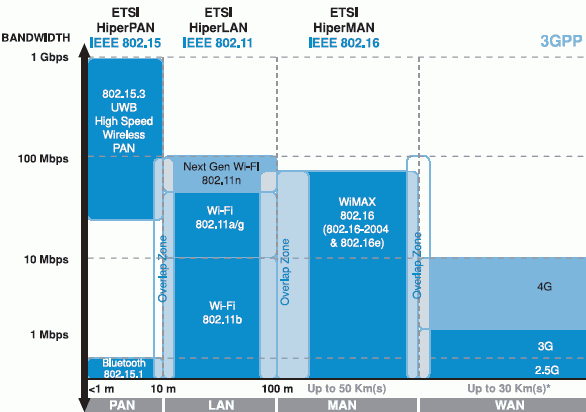 ETSI
HiperPAN
IEEE 802.15
ETSI
HiperLAN
IEEE 802.11
ETSI
HiperMAN
IEEE 802.16
3GPP
BANDWIDTH
1 Gbps
100 Mbps
10 Mbps
1 Mbps
802.15.3
UWB
High Speed
Wireless
PAN
Bluetooth
802.15.1
Overlap Zone
Next Gen Wi-Fi
802.11n
Wi-Fi
802.11a/g
Wi-Fi
802.11b
Overlap Zone
WiMAX
802.16
(802.16-2004
& 802.16e)
Overlap Zone
4G
3G
2.5G
<1 m
10 m
100 m
Up to 50 Km(s)
Up to 30 Km(s)*
PAN
LAN
MAN
WAN